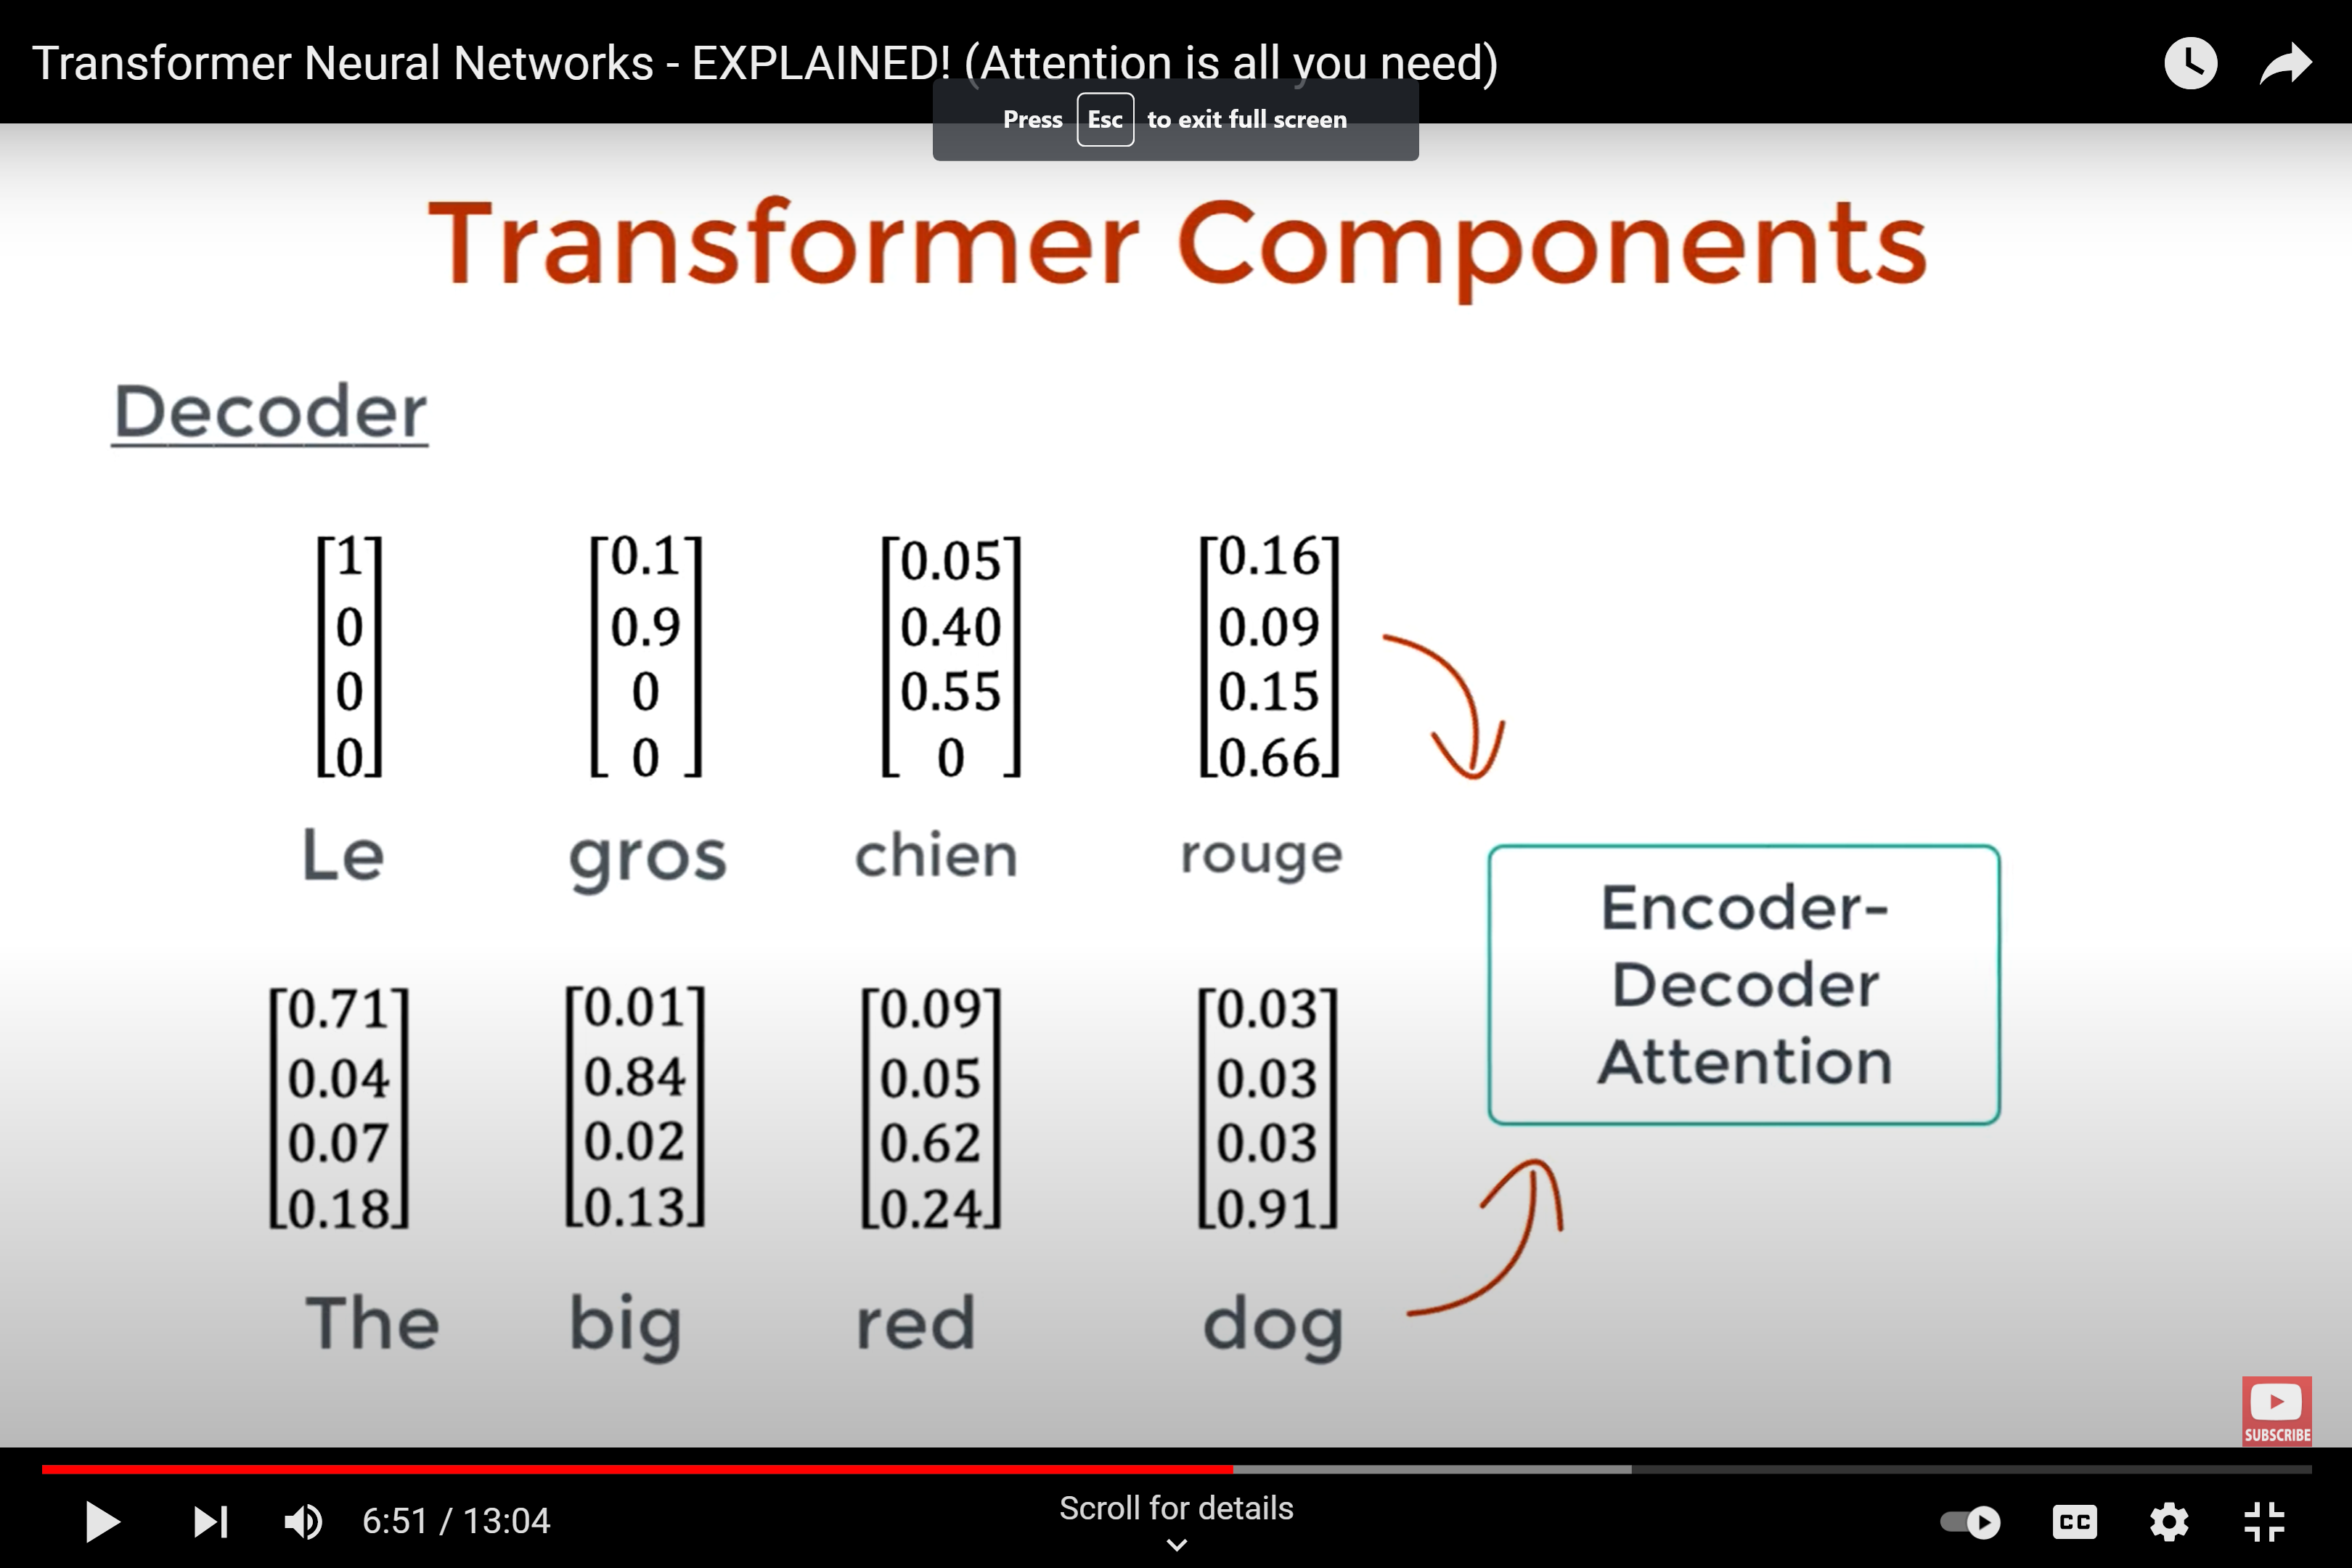 Transformer Neural Networks - EXPLAINED! (Attention is all you need)
Press Esc to exit full screen
Transformer Components
Decoder
1 0.1 0.05 0.16
0 0.9 0.40 0.09
0 0 0.55 0.15
0 0 0 0.66
Le gros chien rouge
Encoder-
Decoder
Attention
0.71 0.01 0.09 0.03
0.04 0.84 0.05 0.03
0.07 0.02 0.62 0.03
0.18 0.13 0.24 0.91
The big red dog
SUBSCRIBE
6:51 / 13:04
Scroll for details
CC